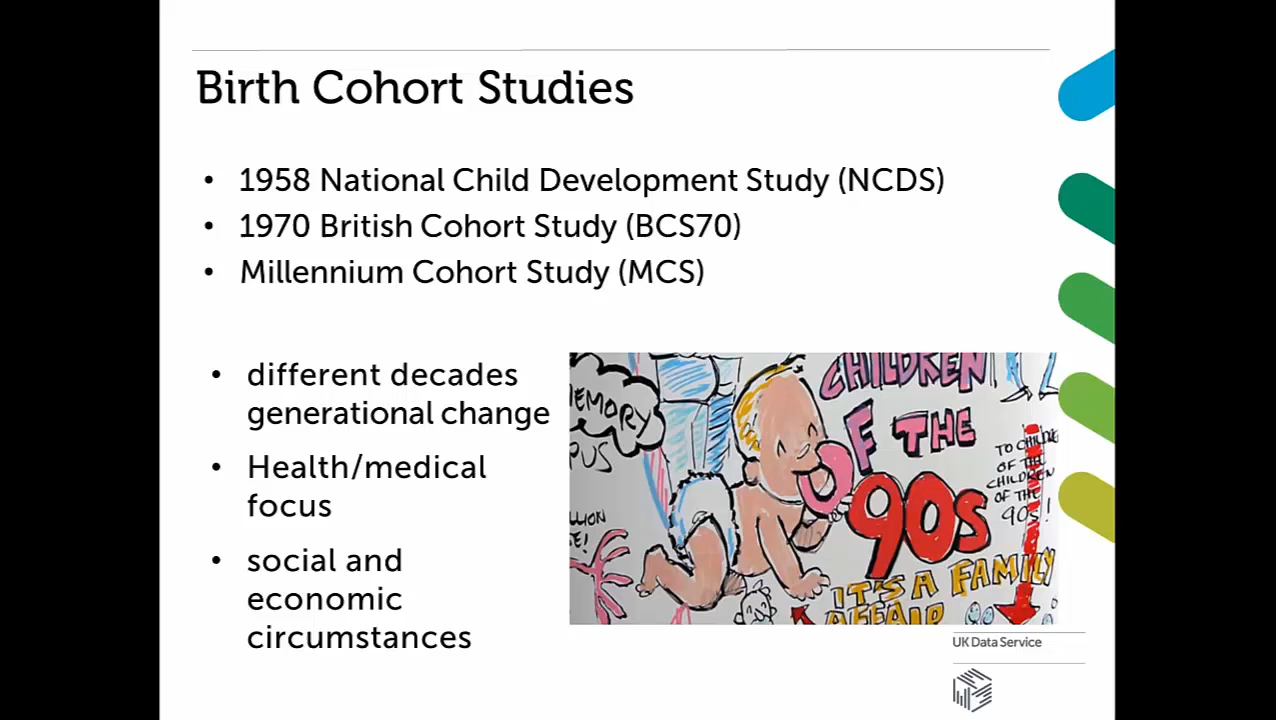 Birth Cohort Studies
• 1958 National Child Development Study (NCDS)
• 1970 British Cohort Study (BCS70)
• Millennium Cohort Study (MCS)
• different decades
generational change
• Health/medical
focus
• social and
economic
circumstances
CHILDREN
OF THE
90s
IT'S A FAMILY
TO CHILDRE
OF THE
CHILDREN
OF THE
90s!
UK Data Service